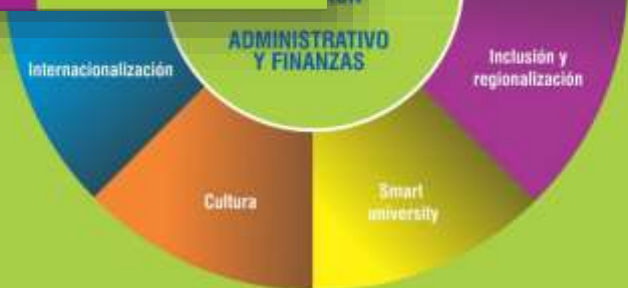 ADMINISTRATIVO
Y FINANZAS
Internacionalización
Inclusión y
regionalización
Cultura
Smart
university